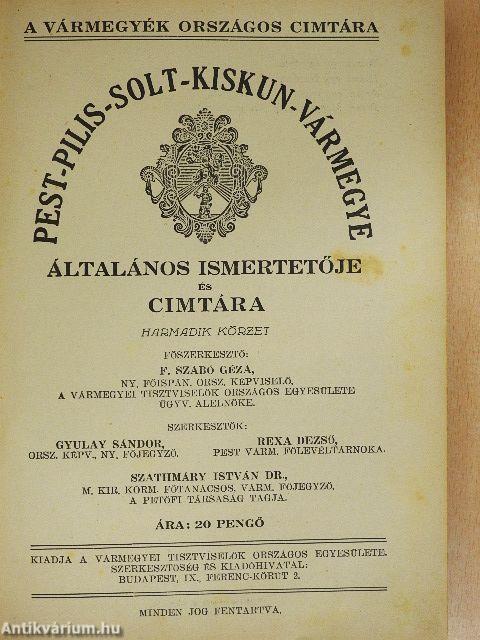 A VÁRMEGYÉK ORSZÁGOS CIMTÁRA
PEST-PILIS-SOLT-KISKUN-VÁRMEGYE
ÁLTALÁNOS ISMERTETŐJE
ÉS
CIMTÁRA
HARMADIK KÖRZET
FŐSZERKESZTŐ:
F. SZABÓ GÉZA,
NY. FŐISPÁN, ORSZ. KÉPVISELŐ,
A VÁRMEGYEI TISZTVISELŐK ORSZÁGOS EGYESÜLETE
ÜGYV. ALELNÖKE.
SZERKESZTŐK:
GYULAY SÁNDOR, REXA DEZSŐ,
ORSZ. KÉPV., NY. FŐJEGYZŐ. PEST VÁRM. FŐLEVÉLTÁRNOKA.
SZATHMÁRY ISTVÁN DR.,
M. KIR. KORM. FŐTANÁCSOS, VÁRM. FŐJEGYZŐ,
A PETŐFI TÁRSASÁG TAGJA.
ÁRA: 20 PENGŐ
KIADJA A VÁRMEGYEI TISZTVISELŐK ORSZÁGOS EGYESÜLETE.
SZERKESZTŐSÉG ÉS KIADÓHIVATAL:
BUDAPEST, IX., FERENC-KÖRUT 2.
MINDEN JOG FENTARTVA.
Antikvárium.hu